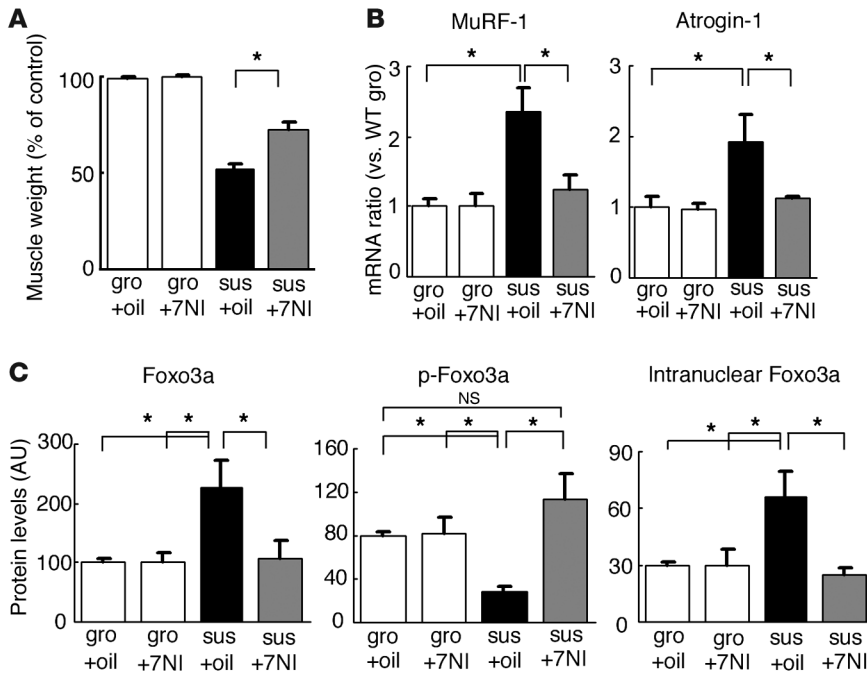 A
Muscle weight (% of control)
100
50
0
*
gro
+oil
gro
+7NI
sus
+oil
sus
+7NI
B
MuRF-1
mRNA ratio (vs. WT gro)
3
2
1
0
*
*
gro
+oil
gro
+7NI
sus
+oil
sus
+7NI
Atrogin-1
3
2
1
0
*
*
gro
+oil
gro
+7NI
sus
+oil
sus
+7NI
C
Foxo3a
Protein levels (AU)
300
200
100
0
*
*
*
gro
+oil
gro
+7NI
sus
+oil
sus
+7NI
p-Foxo3a
NS
160
120
80
40
0
*
*
*
gro
+oil
gro
+7NI
sus
+oil
sus
+7NI
Intranuclear Foxo3a
90
60
30
0
*
*
*
gro
+oil
gro
+7NI
sus
+oil
sus
+7NI